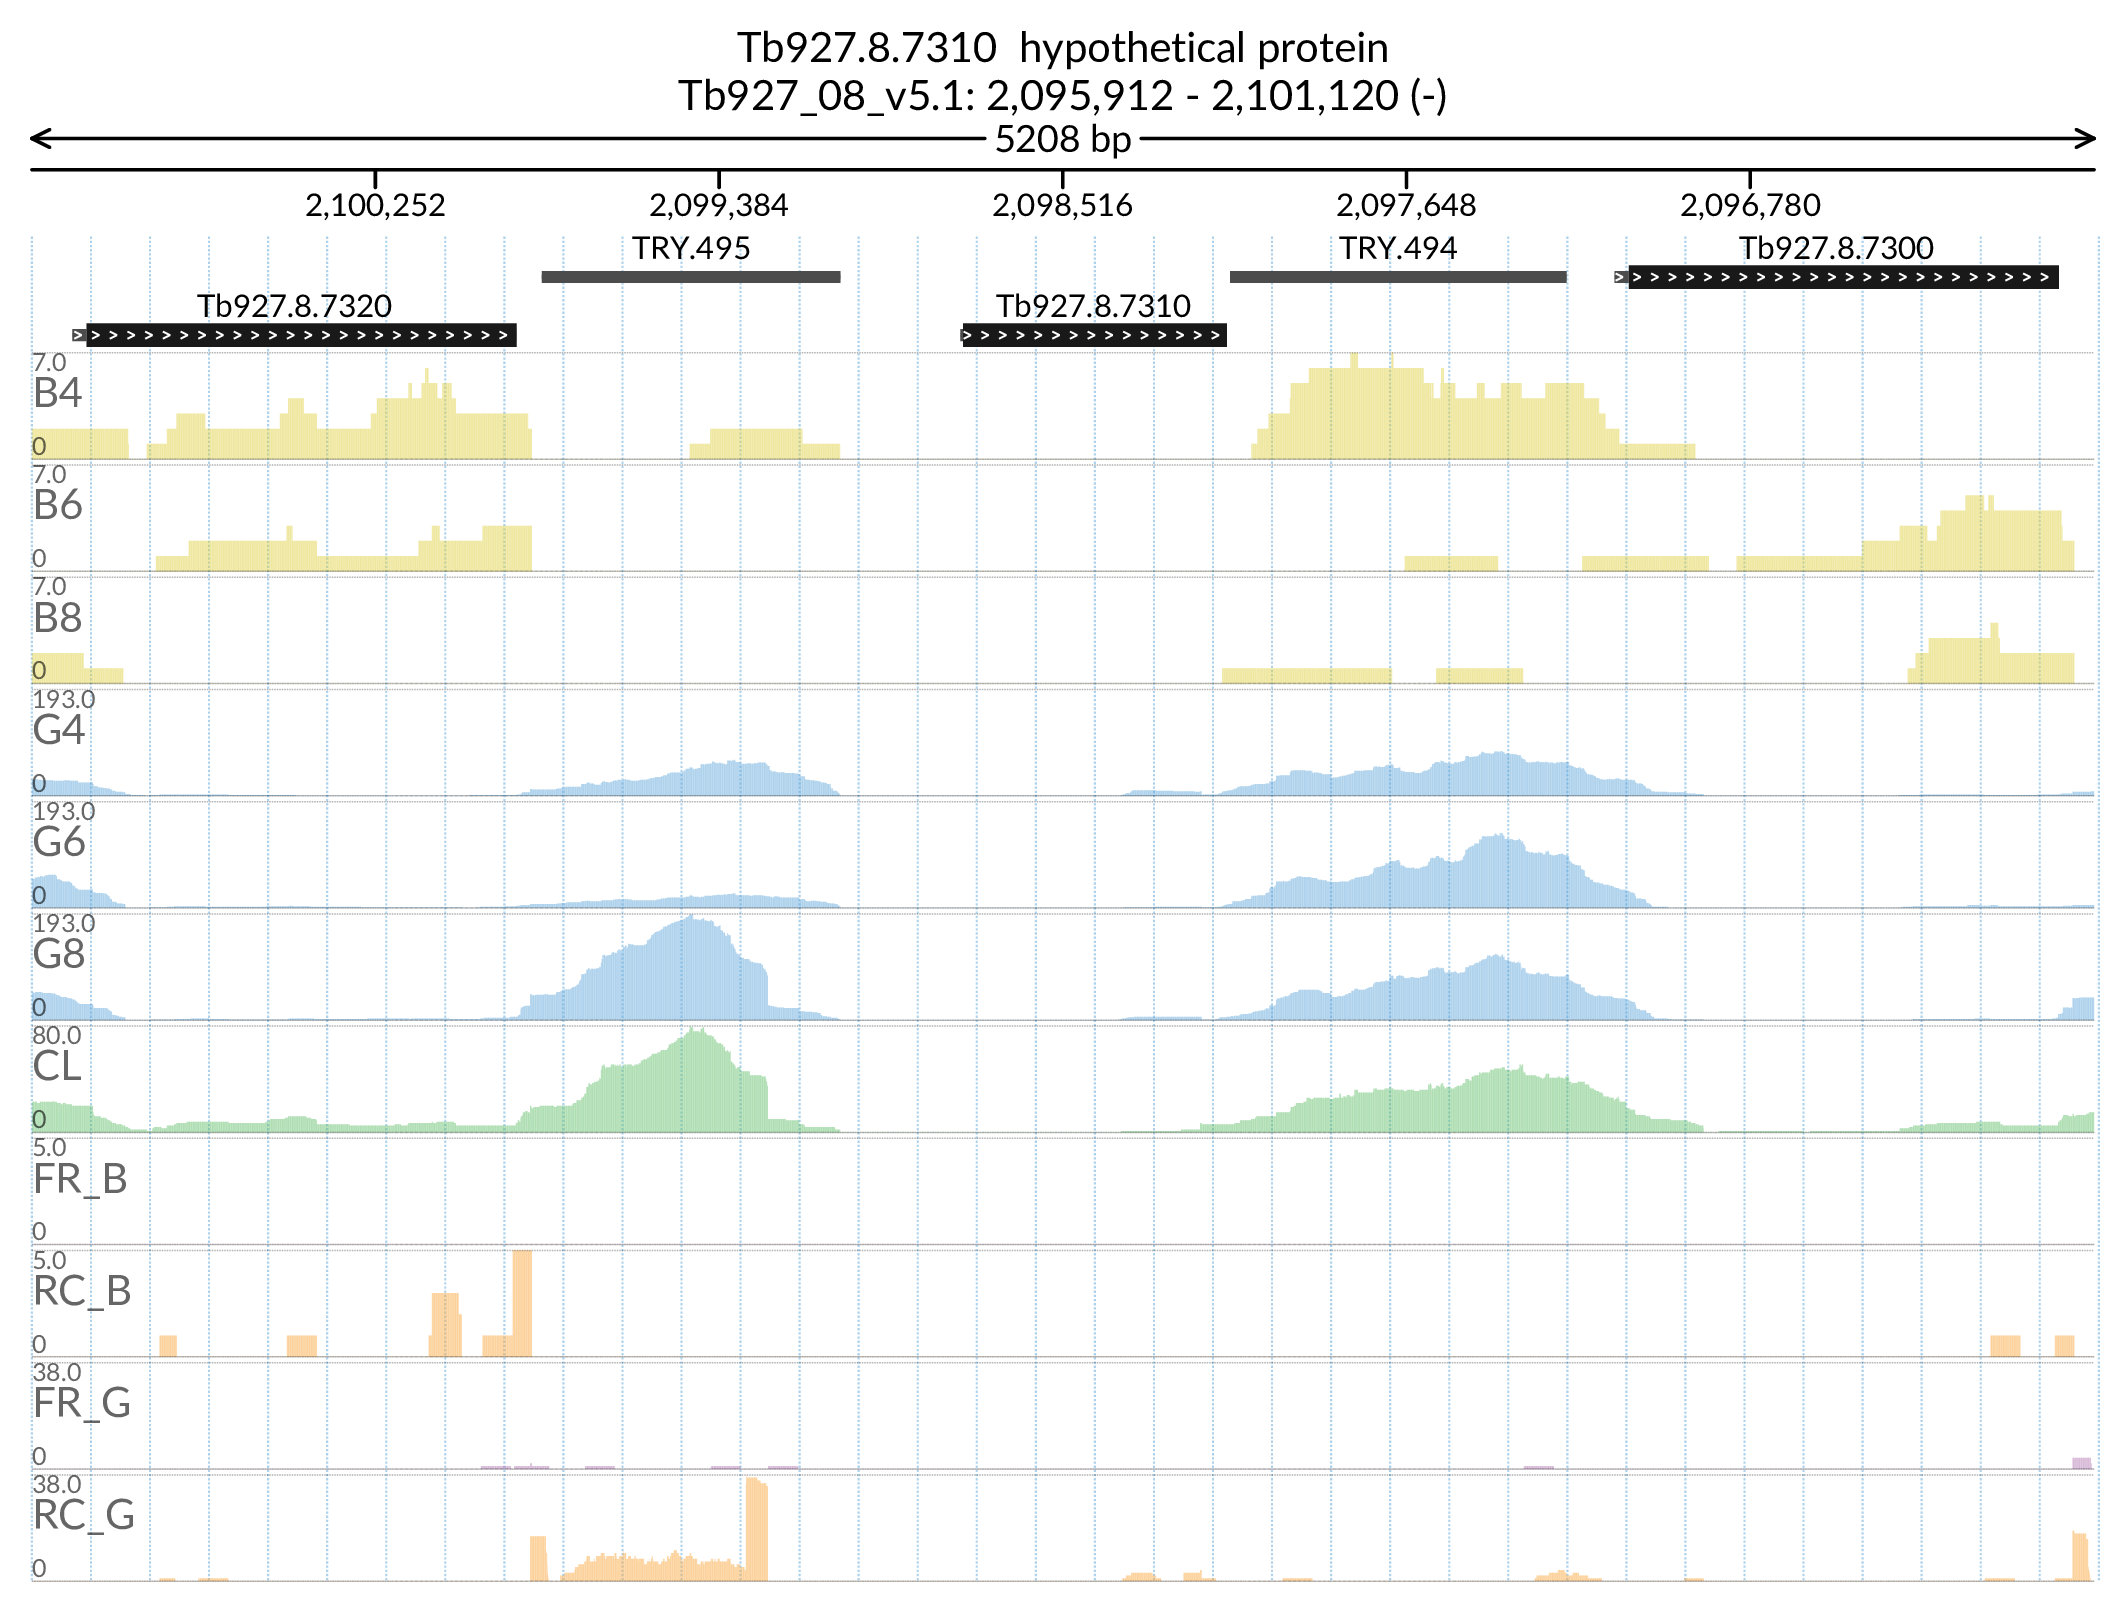 Tb927.8.7310  hypothetical protein
Tb927_08_v5.1: 2,095,912 - 2,101,120 (-)
5208 bp
2,100,252 2,099,384 2,098,516 2,097,648 2,096,780
TRY.495 TRY.494 Tb927.8.7300
Tb927.8.7320 Tb927.8.7310
7.0
B4
0
7.0
B6
0
7.0
B8
0
193.0
G4
0
193.0
G6
0
193.0
G8
0
80.0
CL
0
5.0
FR_B
0
5.0
RC_B
0
38.0
FR_G
0
38.0
RC_G
0